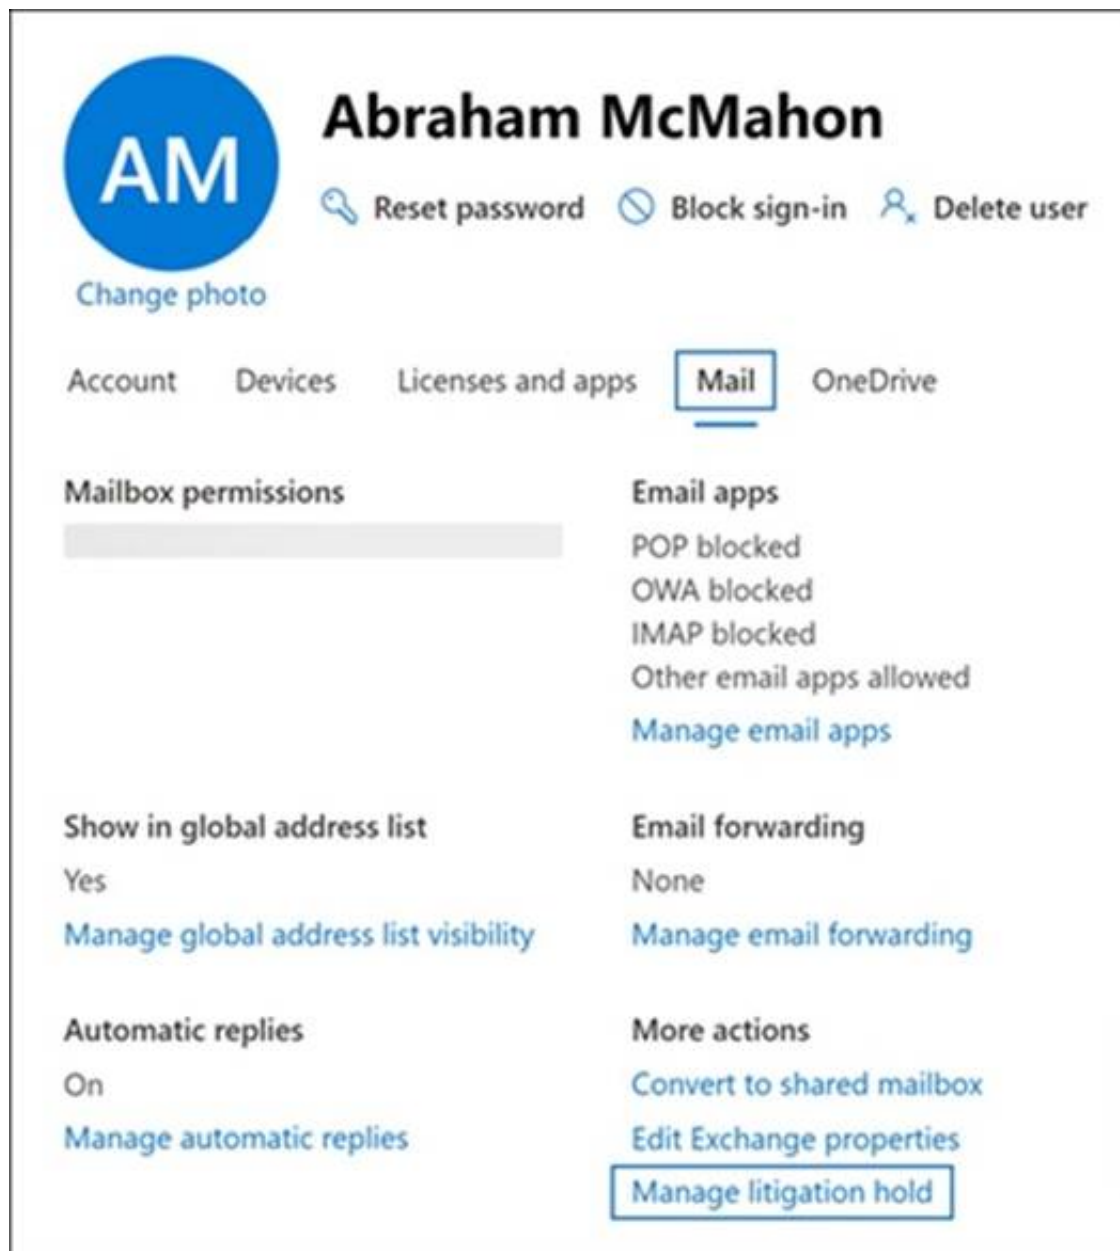 AM
Abraham McMahon
Reset password Block sign-in Delete user
Change photo
Account Devices Licenses and apps Mail OneDrive
Mailbox permissions
Email apps
POP blocked
OWA blocked
IMAP blocked
Other email apps allowed
Manage email apps
Show in global address list
Yes
Manage global address list visibility
Email forwarding
None
Manage email forwarding
Automatic replies
On
Manage automatic replies
More actions
Convert to shared mailbox
Edit Exchange properties
Manage litigation hold